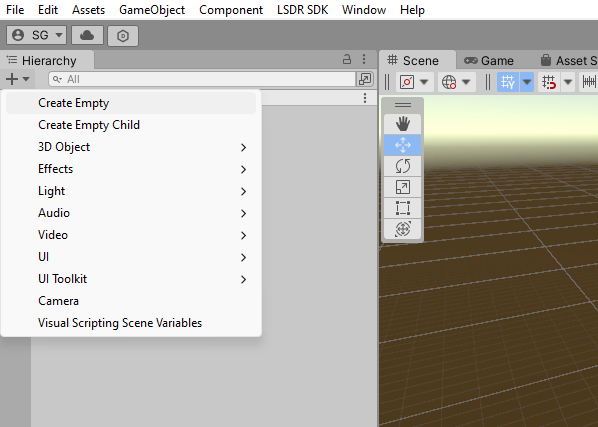 File Edit Assets GameObject Component LSDR SDK Window Help
SG
Hierarchy
Scene Game Asset S
All
Y
Create Empty
Create Empty Child
3D Object
Effects
Light
Audio
Video
UI
UI Toolkit
Camera
Visual Scripting Scene Variables